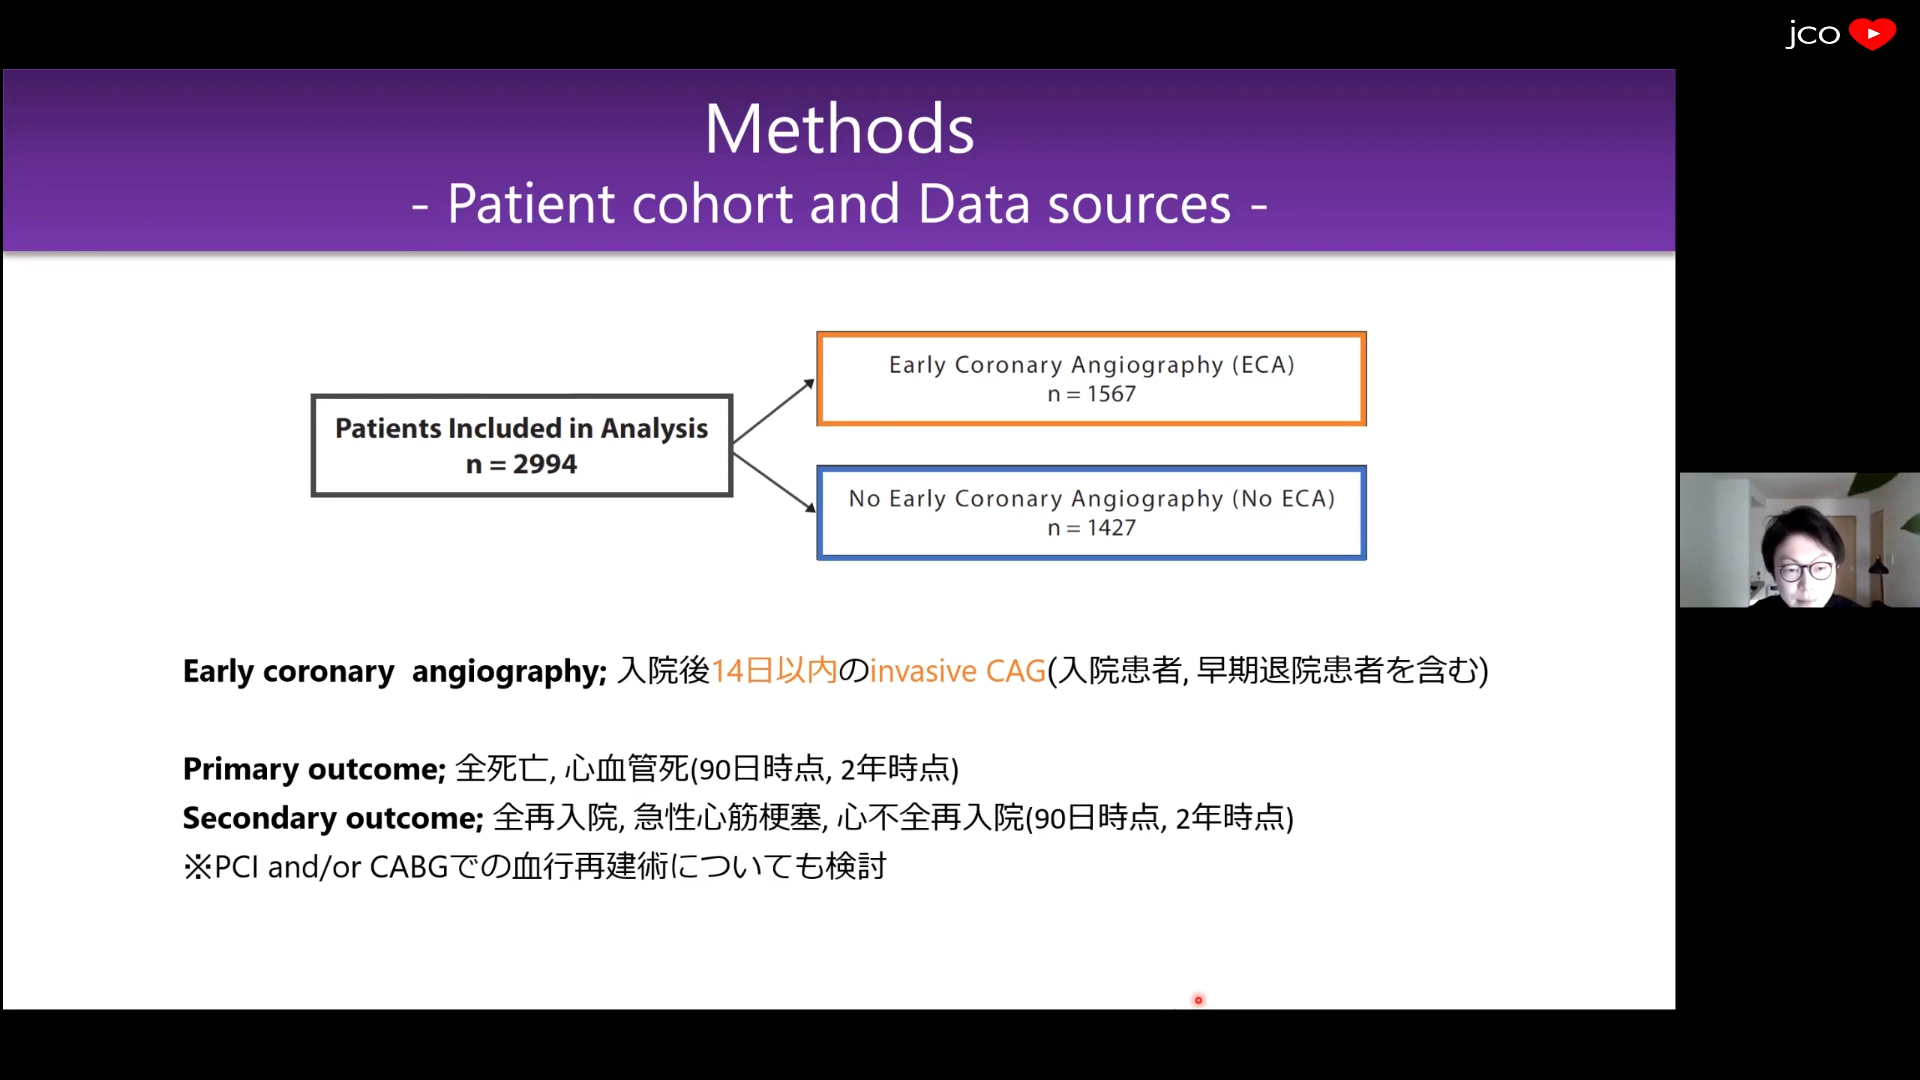 jco
Methods
- Patient cohort and Data sources -
Patients Included in Analysis
n = 2994
Early Coronary Angiography (ECA)
n = 1567
No Early Coronary Angiography (No ECA)
n = 1427
Early coronary angiography; 入院後14日以内のinvasive CAG(入院患者, 早期退院患者を含む)
Primary outcome; 全死亡, 心血管死(90日時点, 2年時点)
Secondary outcome; 全再入院, 急性心筋梗塞, 心不全再入院(90日時点, 2年時点)
※PCI and/or CABGでの血行再建術についても検討